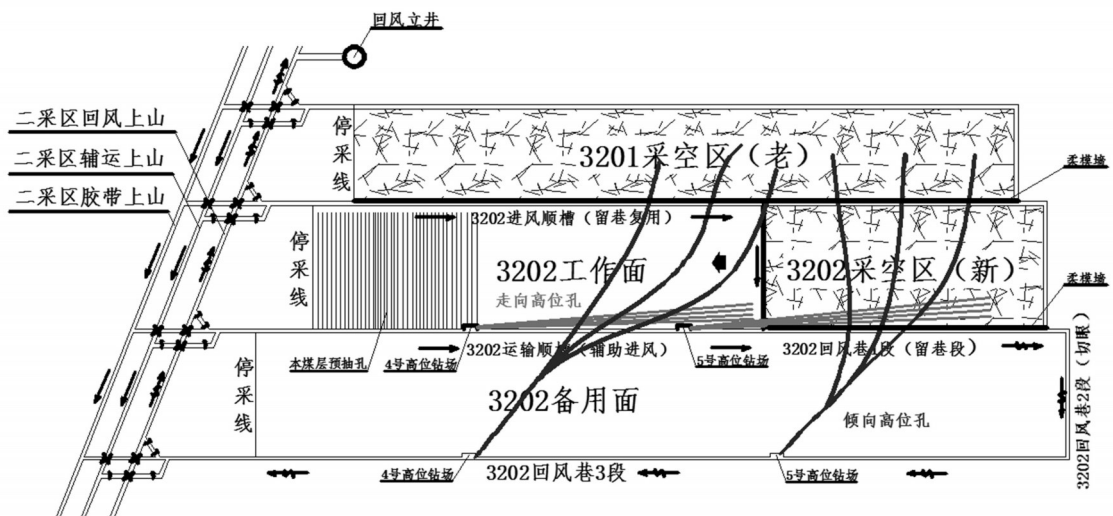 回风立井
二采区回风上山
二采区辅运上山
二采区胶带上山
停采线
3201采空区（老）
柔模墙
3202进风顺槽（留巷复用）
停采线
3202工作面
3202采空区（新）
走向高位孔
柔模墙
本煤层预抽孔
4号高位钻场
3202运输顺槽（辅助进风）
5号高位钻场
3202回风巷1段（留巷段）
停采线
3202备用面
倾向高位孔
3202回风巷2段（切眼）
4号高位钻场
3202回风巷3段
5号高位钻场